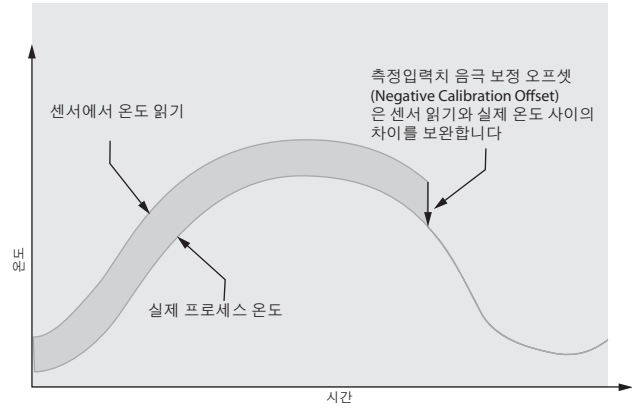 측정입력치 음극 보정 오프셋
(Negative Calibration Offset)
은 센서 읽기와 실제 온도 사이의
차이를 보완합니다
센서에서 온도 읽기
온도
실제 프로세스 온도
시간